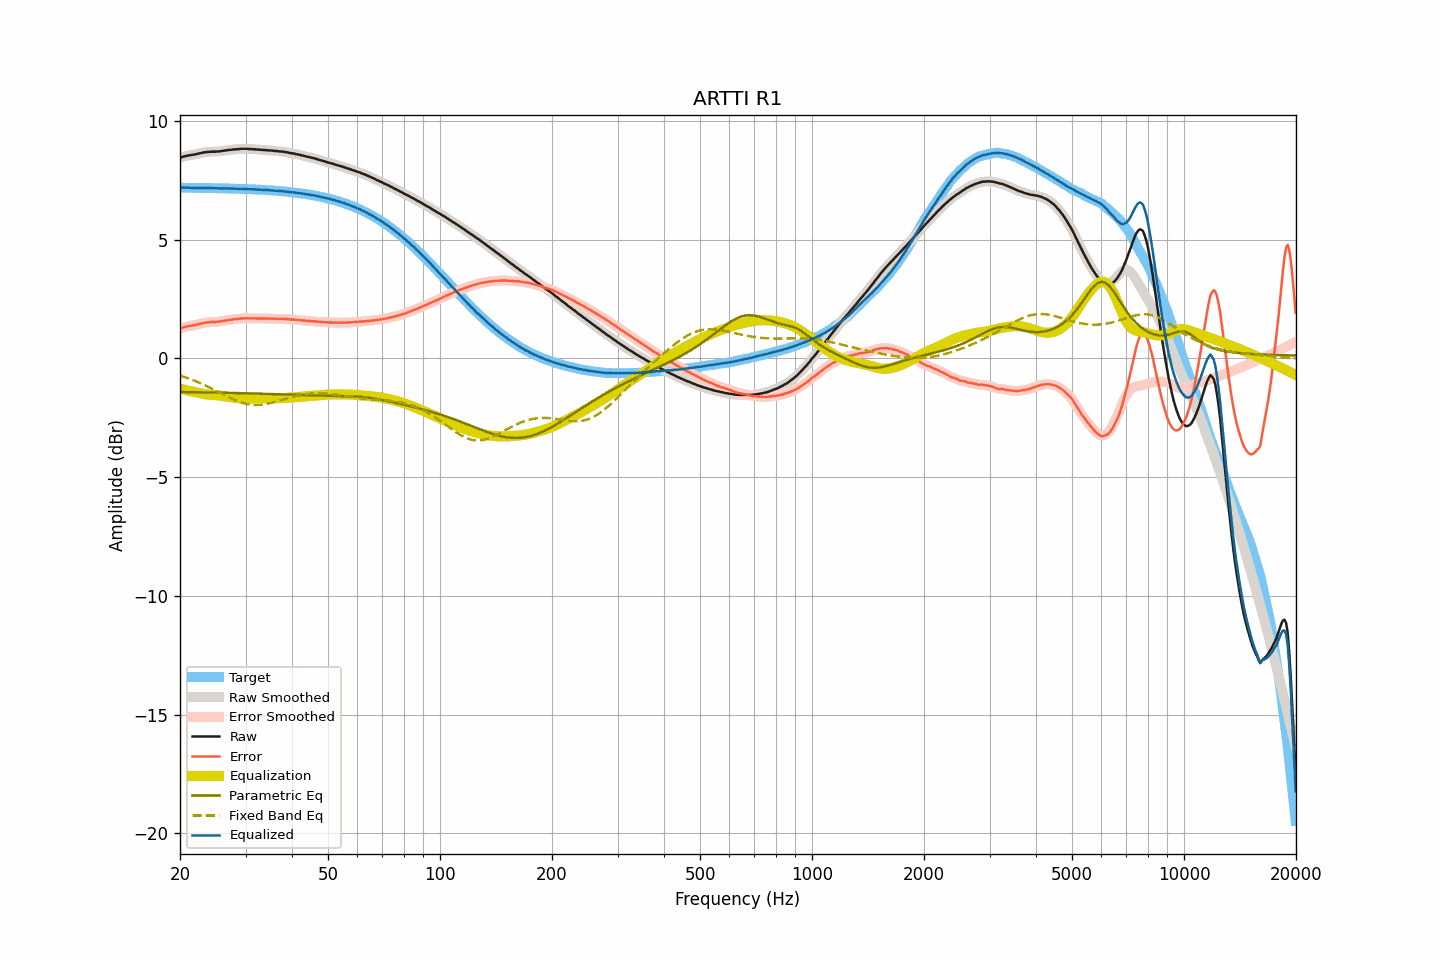 ARTTI R1
10
5
0
−5
−10
−15
−20
Amplitude (dBr)
Target
Raw Smoothed
Error Smoothed
Raw
Error
Equalization
Parametric Eq
Fixed Band Eq
Equalized
20 50 100 200 500 1000 2000 5000 10000 20000
Frequency (Hz)